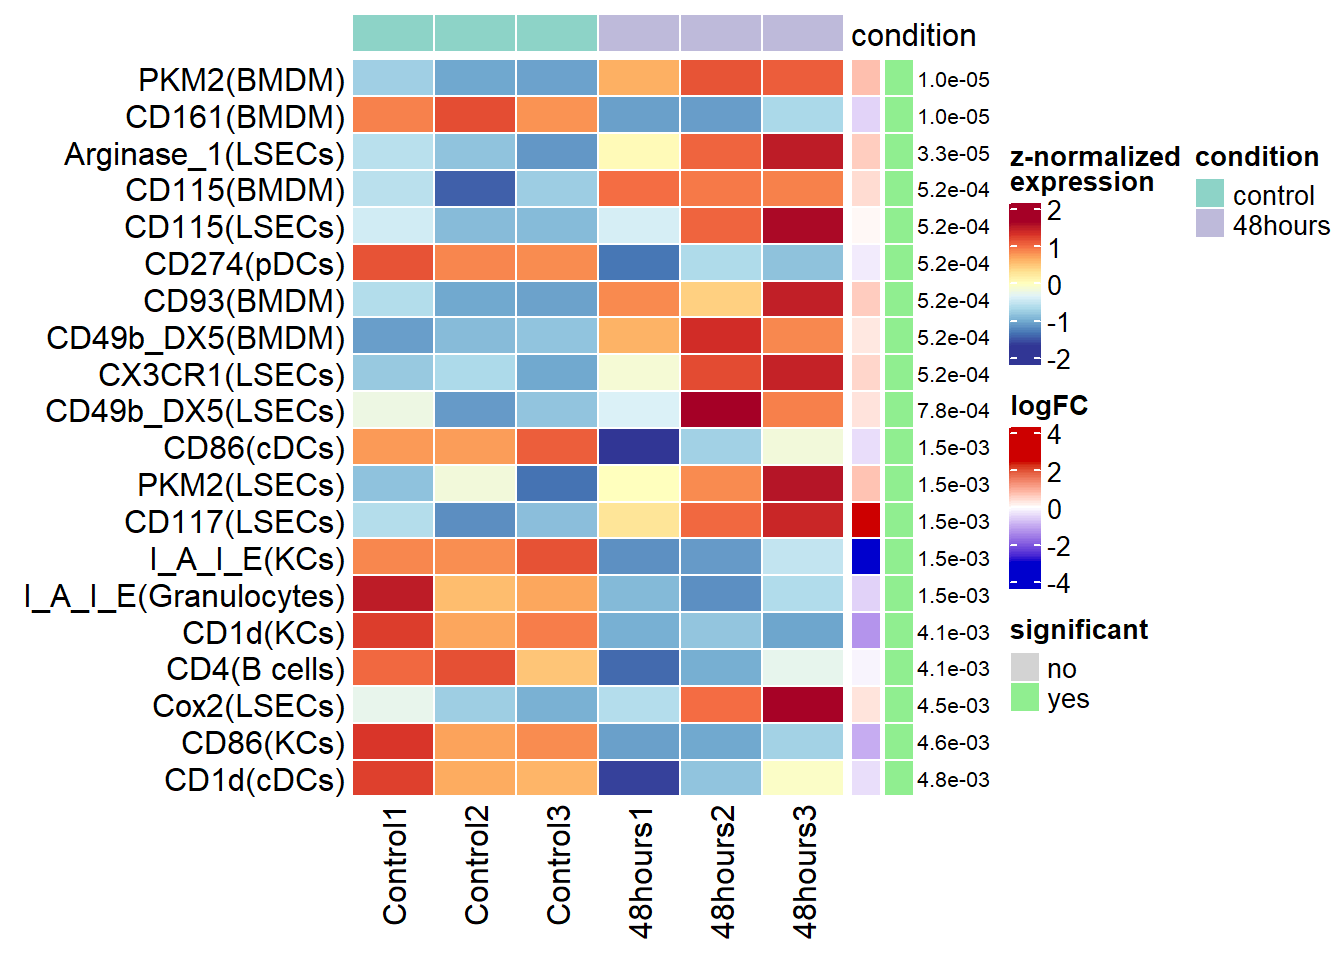 condition
PKM2(BMDM) 1.0e-05
CD161(BMDM) 1.0e-05
Arginase_1(LSECs) 3.3e-05
CD115(BMDM) 5.2e-04
CD115(LSECs) 5.2e-04
CD274(pDCs) 5.2e-04
CD93(BMDM) 5.2e-04
CD49b_DX5(BMDM) 5.2e-04
CX3CR1(LSECs) 5.2e-04
CD49b_DX5(LSECs) 7.8e-04
CD86(cDCs) 1.5e-03
PKM2(LSECs) 1.5e-03
CD117(LSECs) 1.5e-03
I_A_I_E(KCs) 1.5e-03
I_A_I_E(Granulocytes) 1.5e-03
CD1d(KCs) 4.1e-03
CD4(B cells) 4.1e-03
Cox2(LSECs) 4.5e-03
CD86(KCs) 4.6e-03
CD1d(cDCs) 4.8e-03
Control1
Control2
Control3
48hours1
48hours2
48hours3
z-normalized
expression
2
1
0
-1
-2
logFC
4
2
0
-2
-4
significant
no
yes
condition
control
48hours